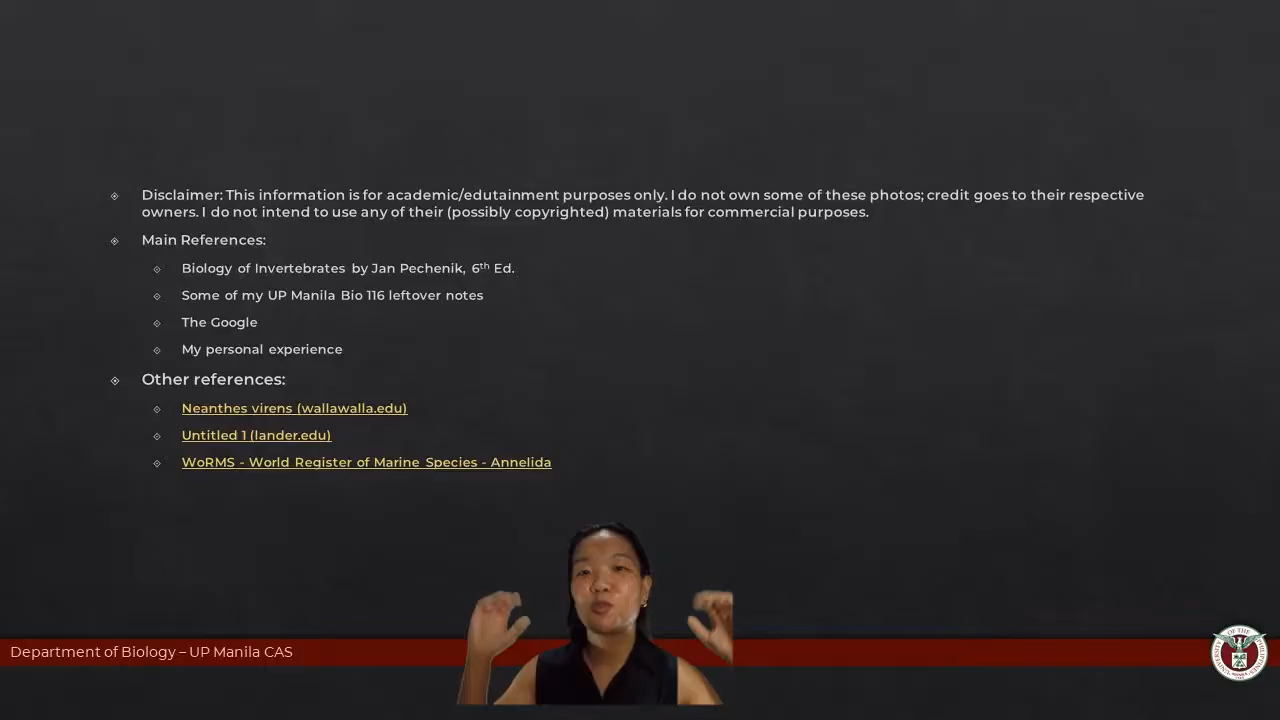 Disclaimer: This information is for academic/edutainment purposes only. I do not own some of these photos; credit goes to their respective
owners. I do not intend to use any of their (possibly copyrighted) materials for commercial purposes.
Main References:
Biology of Invertebrates by Jan Pechenik, 6th Ed.
Some of my UP Manila Bio 116 leftover notes
The Google
My personal experience
Other references:
Neanthes virens (wallawalla.edu)
Untitled 1 (lander.edu)
WoRMS - World Register of Marine Species - Annelida
Department of Biology – UP Manila CAS